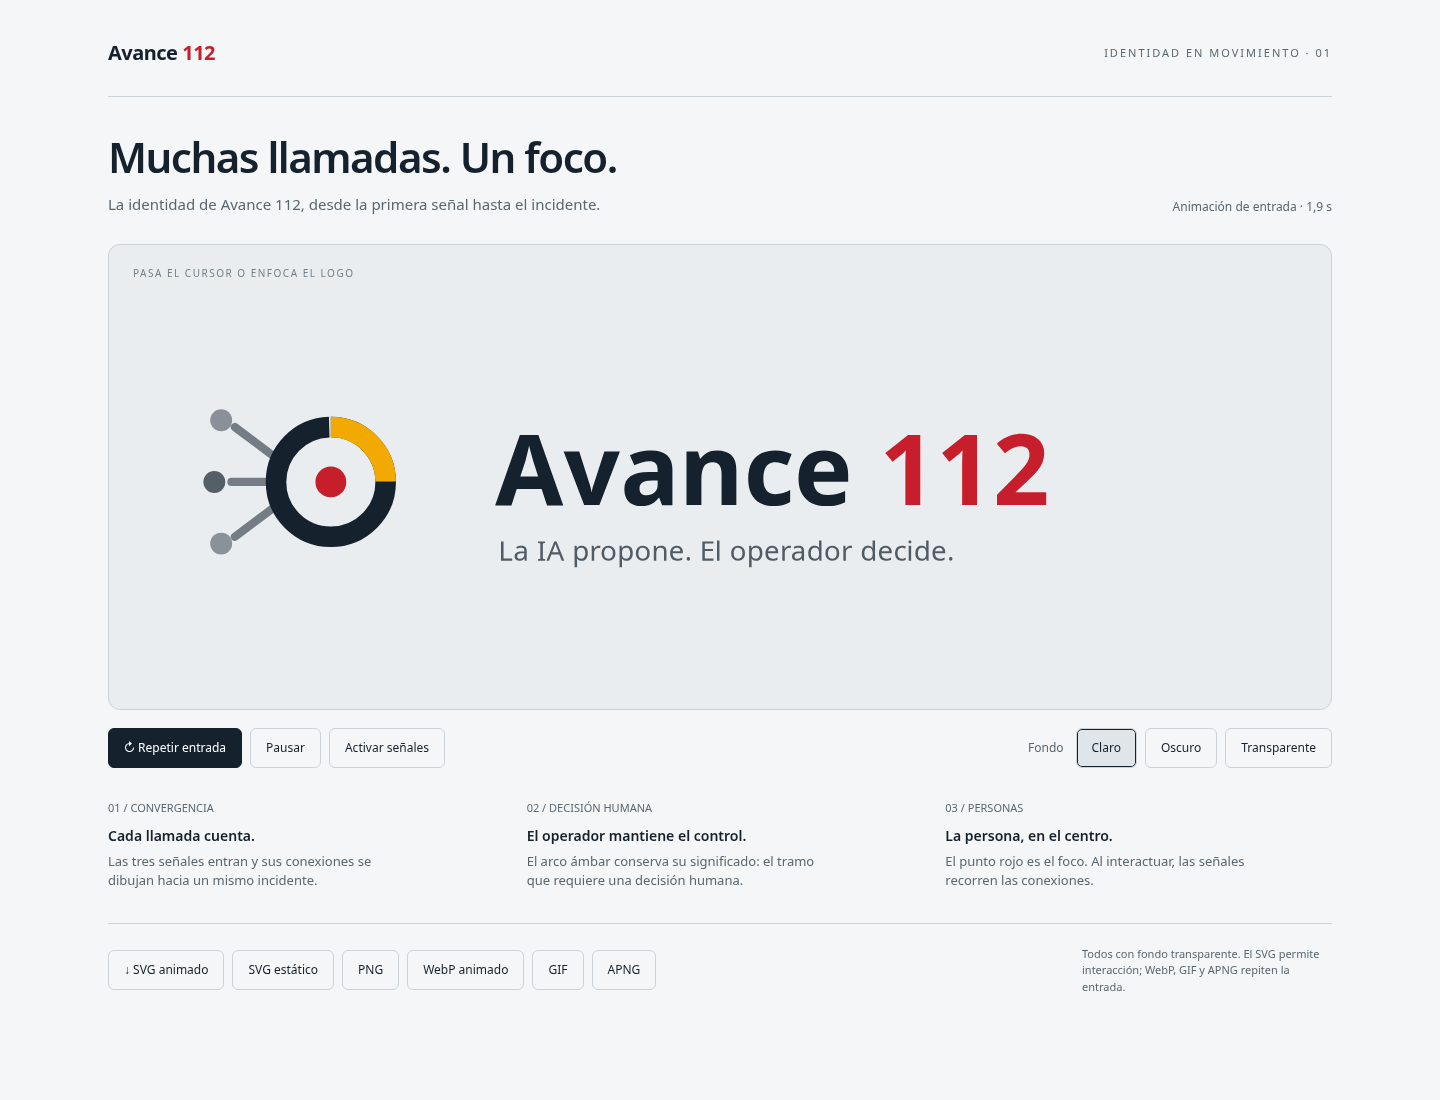 Avance 112
IDENTIDAD EN MOVIMIENTO · 01
Muchas llamadas. Un foco.
La identidad de Avance 112, desde la primera señal hasta el incidente.
Animación de entrada · 1,9 s
PASA EL CURSOR O ENFOCA EL LOGO
Avance 112
La IA propone. El operador decide.
↻ Repetir entrada
Pausar
Activar señales
Fondo
Claro
Oscuro
Transparente
01 / CONVERGENCIA
Cada llamada cuenta.
Las tres señales entran y sus conexiones se
dibujan hacia un mismo incidente.
02 / DECISIÓN HUMANA
El operador mantiene el control.
El arco ámbar conserva su significado: el tramo
que requiere una decisión humana.
03 / PERSONAS
La persona, en el centro.
El punto rojo es el foco. Al interactuar, las señales
recorren las conexiones.
↓ SVG animado
SVG estático
PNG
WebP animado
GIF
APNG
Todos con fondo transparente. El SVG permite
interacción; WebP, GIF y APNG repiten la
entrada.